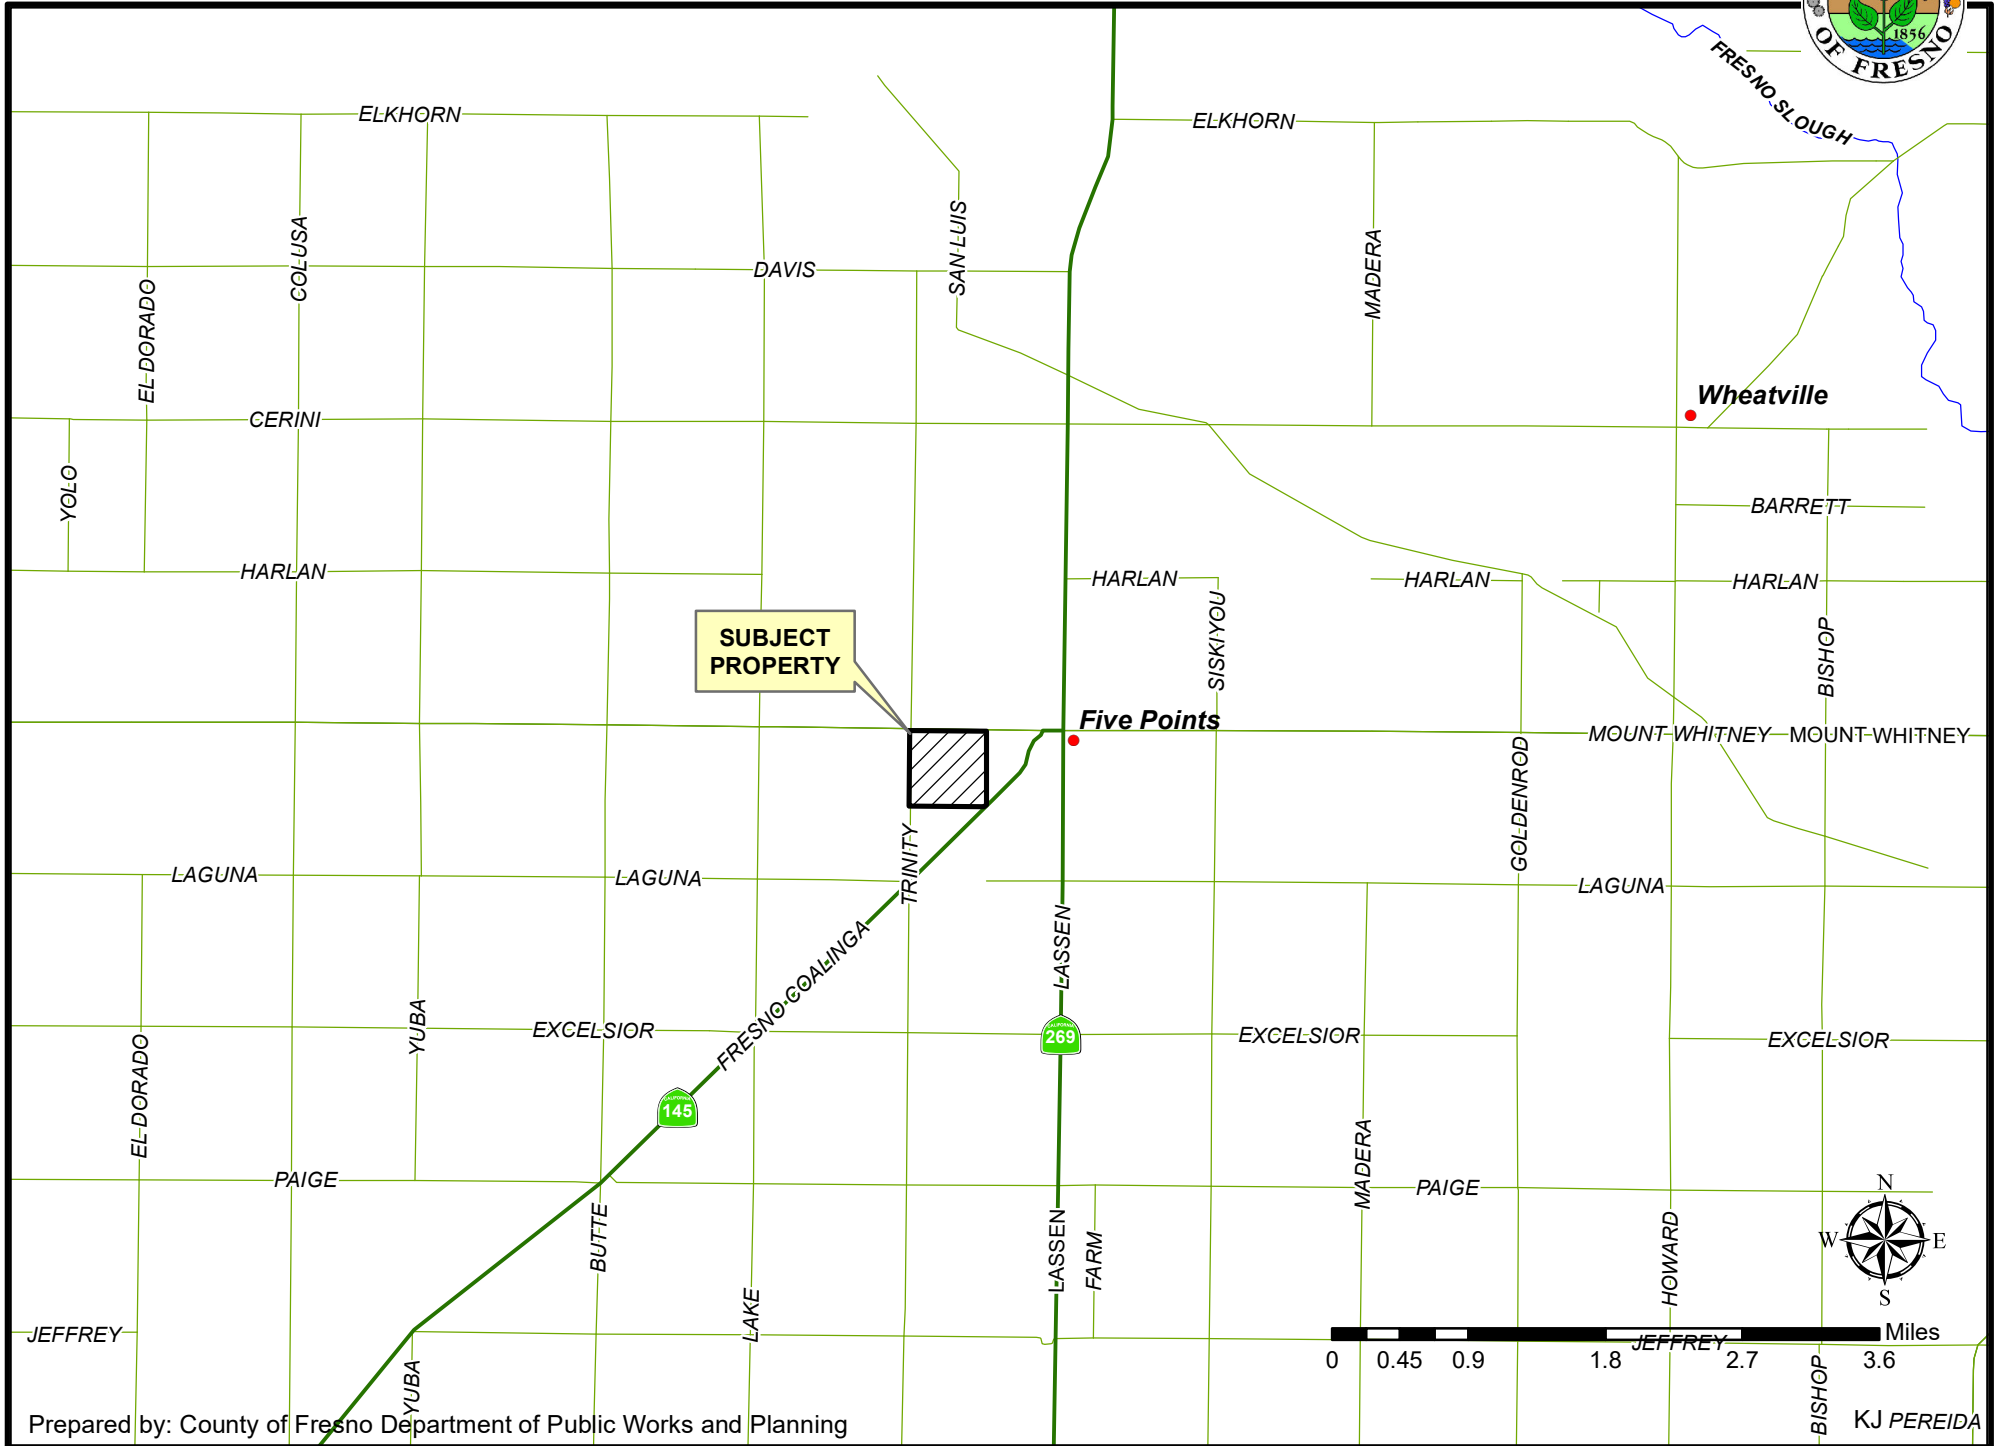 1856
OF FRESNO
FRESNO SLOUGH
ELKHORN
ELKHORN
COLUSA
SAN LUIS
MADERA
DAVIS
EL DORADO
Wheatville
CERINI
YOLO
BARRETT
HARLAN
HARLAN
HARLAN
HARLAN
SUBJECT
PROPERTY
SISKIYOU
BISHOP
Five Points
MOUNT WHITNEY
MOUNT WHITNEY
GOLDENROD
TRINITY
LAGUNA
LAGUNA
LAGUNA
LASSEN
FRESNO-COALINGA
YUBA
EXCELSIOR
CALIFORNIA
269
EXCELSIOR
EXCELSIOR
EL DORADO
CALIFORNIA
145
MADERA
PAIGE
PAIGE
N
W
E
S
BUTTE
LASSEN
FARM
HOWARD
LAKE
JEFFREY
JEFFREY
Miles
0 0.45 0.9 1.8 2.7 3.6
YUBA
BISHOP
Prepared by: County of Fresno Department of Public Works and Planning
KJ PEREIDA